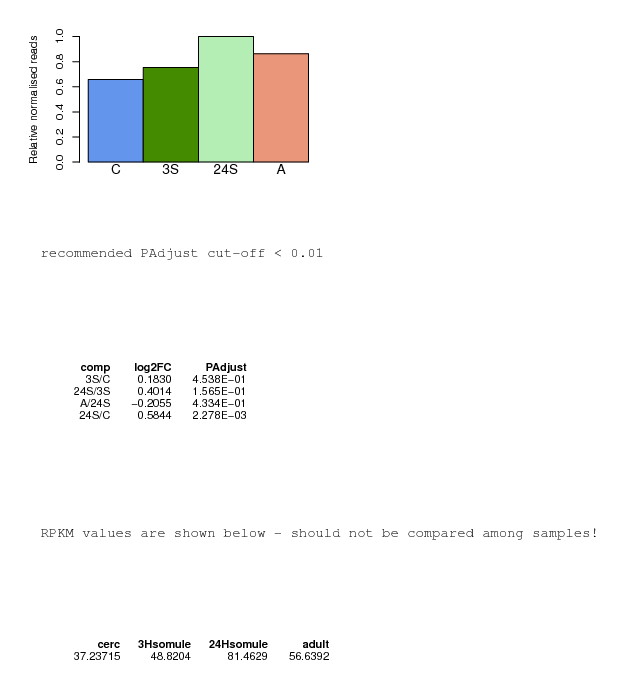 Relative normalised reads
1.0
0.8
0.6
0.4
0.2
0.0
C 3S 24S A
recommended PAdjust cut-off < 0.01
comp log2FC PAdjust
3S/C 0.1830 4.538E−01
24S/3S 0.4014 1.565E−01
A/24S −0.2055 4.334E−01
24S/C 0.5844 2.278E−03
RPKM values are shown below - should not be compared among samples!
cerc 3Hsomule 24Hsomule adult
37.23715 48.8204 81.4629 56.6392